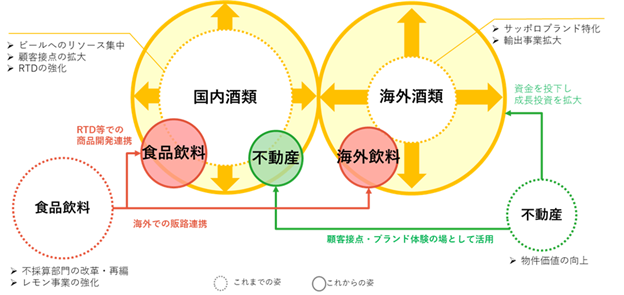 ➢ ビールへのリソース集中
➢ 顧客接点の拡大
➢ RTDの強化
➢ サッポロブランド特化
➢ 輸出事業拡大
国内酒類
海外酒類
資金を投下し
成長投資を拡大
RTD等での
商品開発連携
食品飲料
不動産
海外飲料
食品飲料
海外での販路連携
不動産
顧客接点・ブランド体験の場として活用
➢ 不採算部門の改革・再編
➢ レモン事業の強化
➢ 物件価値の向上
これまでの姿
これからの姿